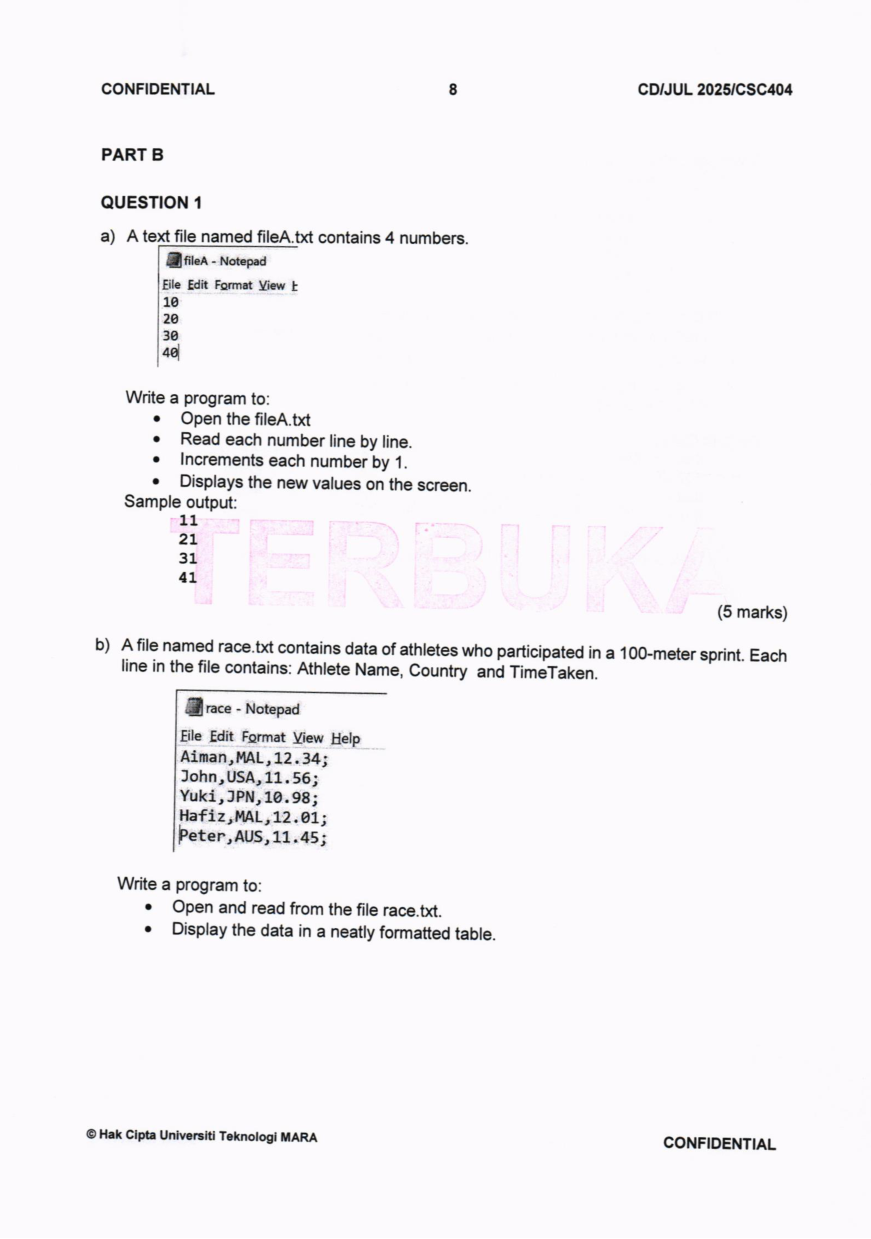 CONFIDENTIAL 8 CD/JUL 2025/CSC404
PART B
QUESTION 1
a) A text file named fileA.txt contains 4 numbers.
fileA - Notepad
File Edit Format View
10
20
30
40
Write a program to:
• Open the fileA.txt
• Read each number line by line.
• Increments each number by 1.
• Displays the new values on the screen.
Sample output:
11
21
31
41
TERBUKA
(5 marks)
b) A file named race.txt contains data of athletes who participated in a 100-meter sprint. Each
line in the file contains: Athlete Name, Country and TimeTaken.
race - Notepad
File Edit Format View Help
Aiman,MAL,12.34;
John,USA,11.56;
Yuki,JPN,10.98;
Hafiz,MAL,12.01;
Peter,AUS,11.45;
Write a program to:
• Open and read from the file race.txt.
• Display the data in a neatly formatted table.
© Hak Cipta Universiti Teknologi MARA CONFIDENTIAL